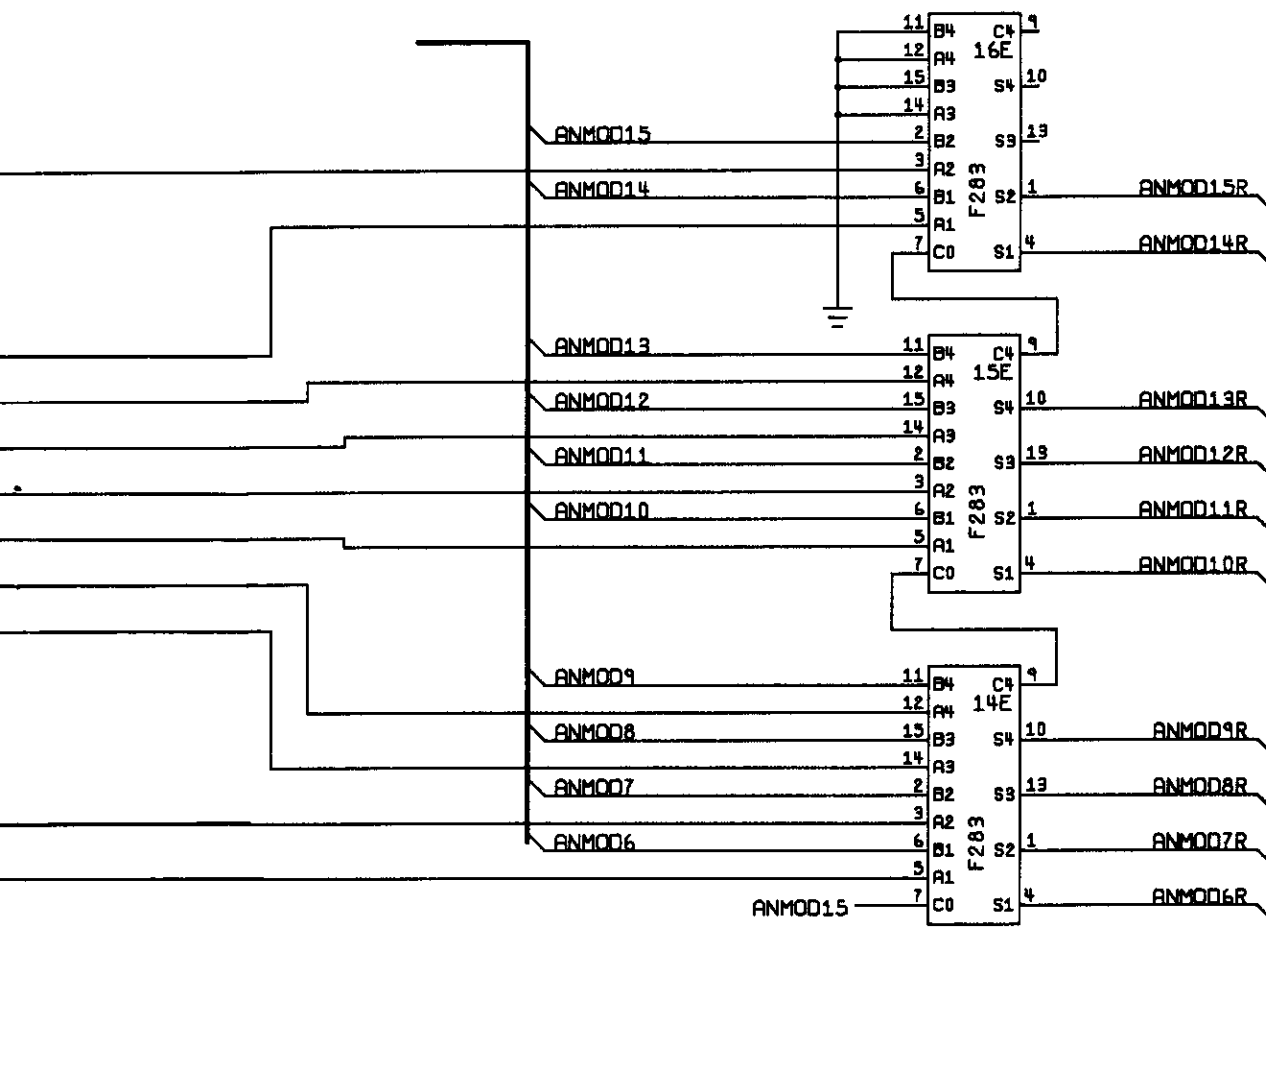 11 B4 C4 9
16E
12 A4
15 B3 S4 10
14 A3
ANMOD15 2 B2 S3 13
3 A2
ANMOD14 6 B1 S2 1 ANMOD15R
F283
5 A1
7 C0 S1 4 ANMOD14R
ANMOD13 11 B4 C4 9
15E
12 A4
ANMOD12 15 B3 S4 10 ANMOD13R
14 A3
ANMOD11 2 B2 S3 13 ANMOD12R
3 A2
ANMOD10 6 B1 S2 1 ANMOD11R
F283
5 A1
7 C0 S1 4 ANMOD10R
ANMOD9 11 B4 C4 9
14E
12 A4
ANMOD8 15 B3 S4 10 ANMOD9R
14 A3
ANMOD7 2 B2 S3 13 ANMOD8R
3 A2
ANMOD6 6 B1 S2 1 ANMOD7R
F283
5 A1
ANMOD15 7 C0 S1 4 ANMOD6R